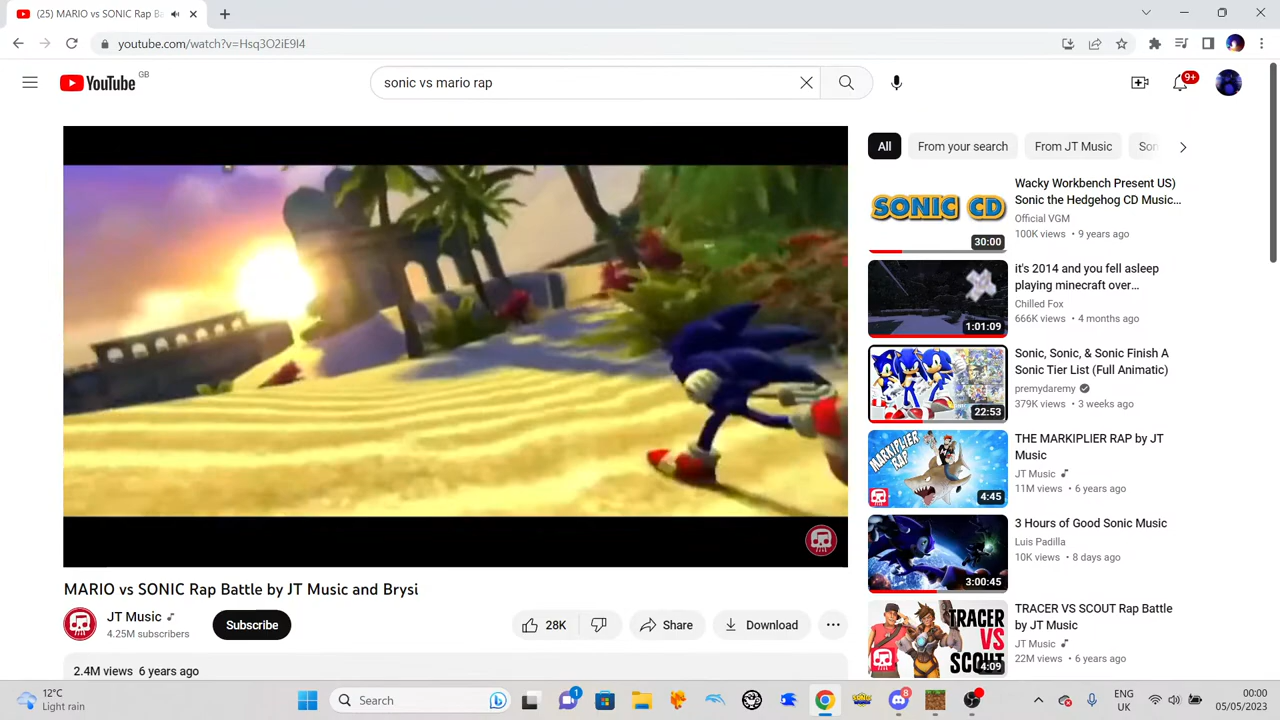 (25) MARIO vs SONIC Rap Ba
youtube.com/watch?v=Hsq3O2iE9I4
YouTube GB
sonic vs mario rap
9+
All
From your search
From JT Music
Son
SONIC CD
30:00
Wacky Workbench Present US)
Sonic the Hedgehog CD Music...
Official VGM
100K views • 9 years ago
1:01:09
it's 2014 and you fell asleep
playing minecraft over...
Chilled Fox
666K views • 4 months ago
22:53
Sonic, Sonic, & Sonic Finish A
Sonic Tier List (Full Animatic)
premydaremy
379K views • 3 weeks ago
MARKIPLIER
RAP
4:45
THE MARKIPLIER RAP by JT
Music
JT Music
11M views • 6 years ago
3:00:45
3 Hours of Good Sonic Music
Luis Padilla
10K views • 8 days ago
TRACER
VS
SCOUT
4:09
TRACER VS SCOUT Rap Battle
by JT Music
JT Music
22M views • 6 years ago
MARIO vs SONIC Rap Battle by JT Music and Brysi
JT Music
4.25M subscribers
Subscribe
28K
Share
Download
2.4M views 6 years ago
12°C
Light rain
Search
1
8
ENG
UK
00:00
05/05/2023